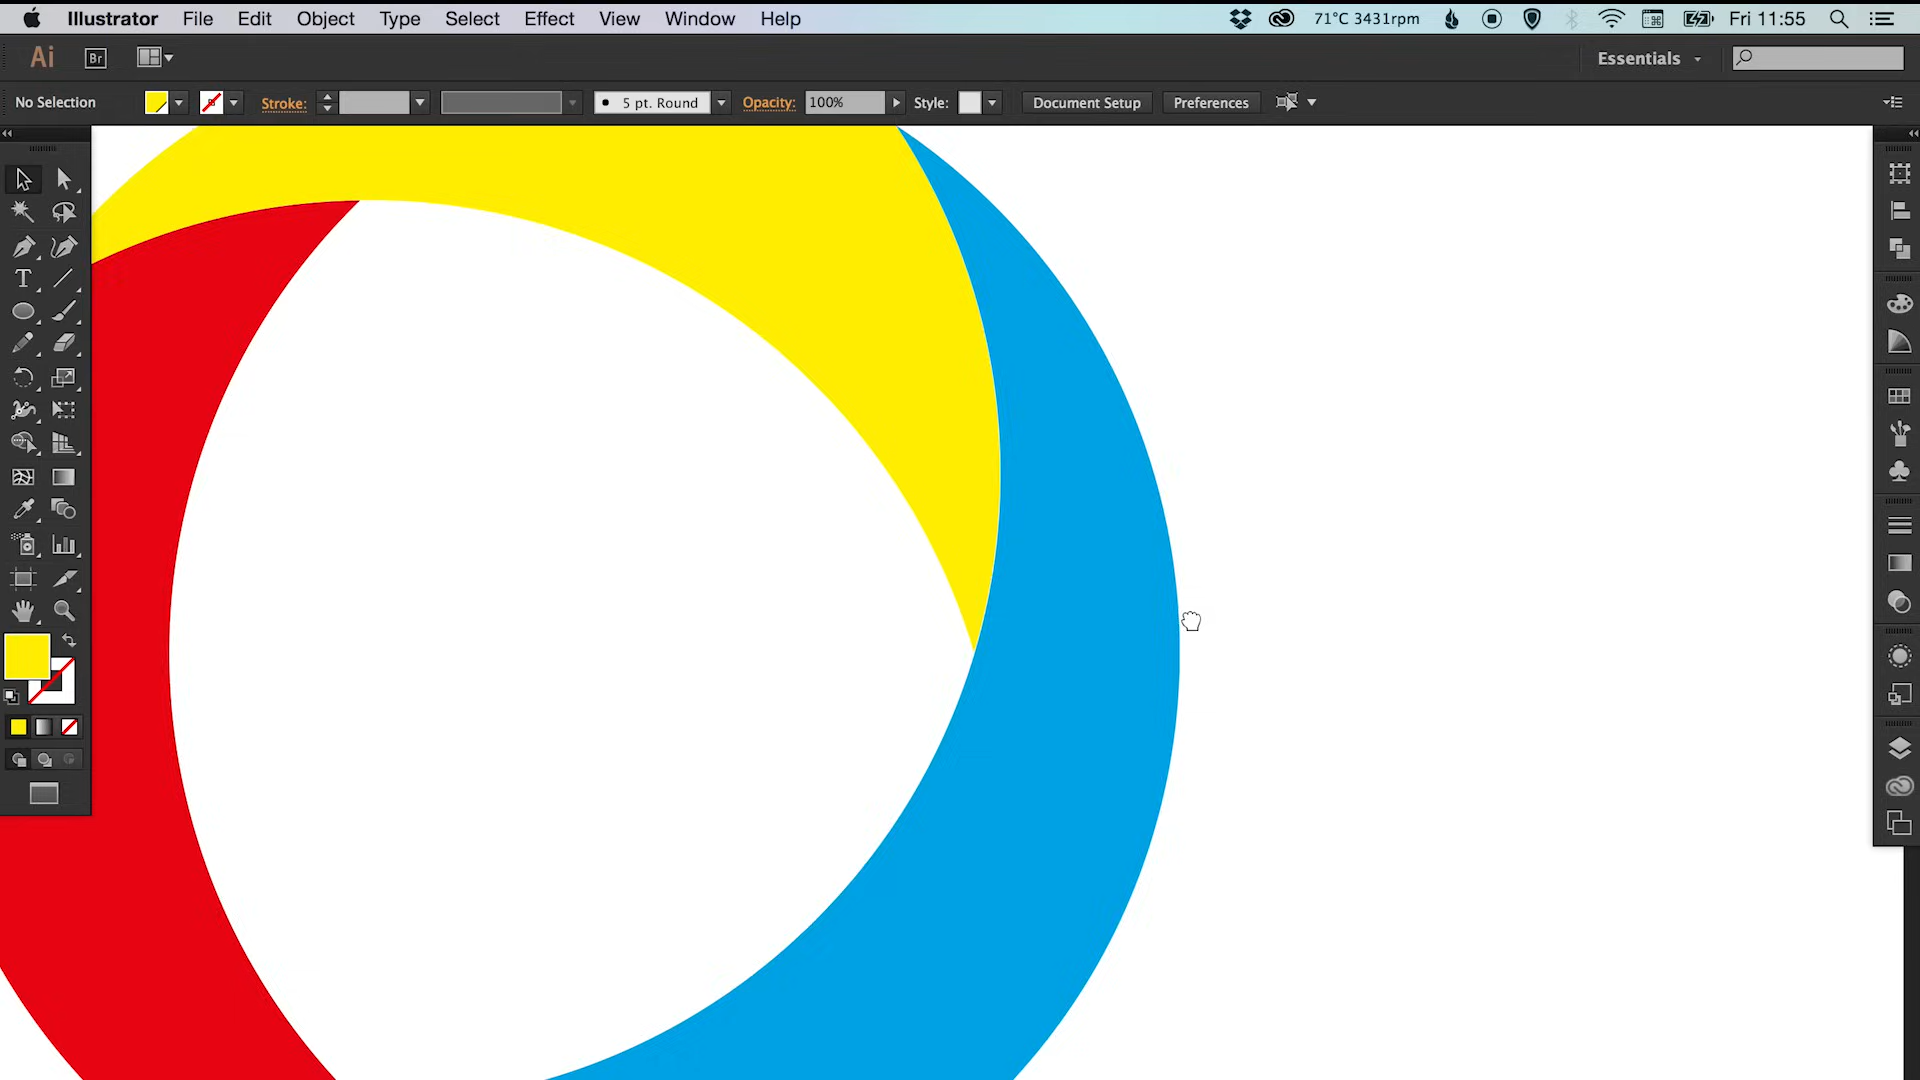 Illustrator File Edit Object Type Select Effect View Window Help 71°C 3431rpm Fri 11:55
Ai Br Essentials
No Selection Stroke: 5 pt. Round Opacity: 100% Style: Document Setup Preferences
T